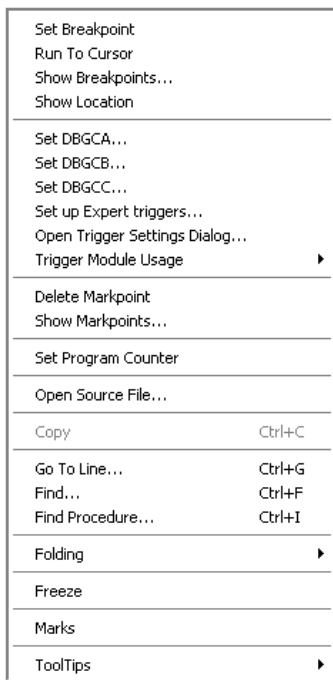 Set Breakpoint
Run To Cursor
Show Breakpoints...
Show Location
Set DBGCA...
Set DBGCB...
Set DBGCC...
Set up Expert triggers...
Open Trigger Settings Dialog...
Trigger Module Usage
Delete Markpoint
Show Markpoints...
Set Program Counter
Open Source File...
Copy Ctrl+C
Go To Line... Ctrl+G
Find... Ctrl+F
Find Procedure... Ctrl+I
Folding
Freeze
Marks
ToolTips